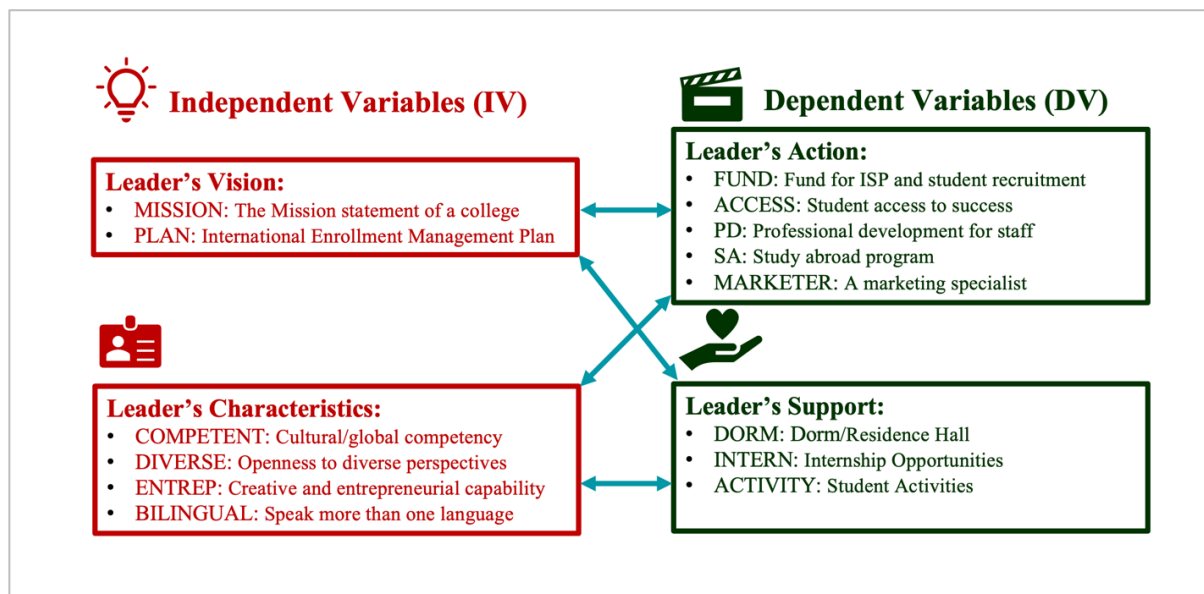 Independent Variables (IV)
Leader’s Vision:
• MISSION: The Mission statement of a college
• PLAN: International Enrollment Management Plan
Leader’s Characteristics:
• COMPETENT: Cultural/global competency
• DIVERSE: Openness to diverse perspectives
• ENTREP: Creative and entrepreneurial capability
• BILINGUAL: Speak more than one language
Dependent Variables (DV)
Leader’s Action:
• FUND: Fund for ISP and student recruitment
• ACCESS: Student access to success
• PD: Professional development for staff
• SA: Study abroad program
• MARKETER: A marketing specialist
Leader’s Support:
• DORM: Dorm/Residence Hall
• INTERN: Internship Opportunities
• ACTIVITY: Student Activities